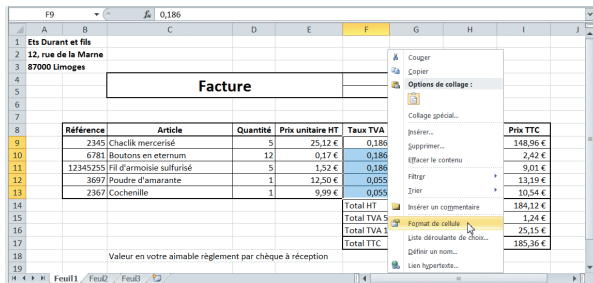 F9 fx 0,186
A B C D E F G H I J
1 Ets Durant et fils
2 12, rue de la Marne
3 87000 Limoges
4
5 Facture
6
7
8 Référence Article Quantité Prix unitaire HT Taux TVA Prix TTC
9 2345 Chaclik mercerisé 5 25,12 € 0,186 148,96 €
10 6781 Boutons en eternum 12 0,17 € 0,186 2,42 €
11 12345255 Fil d'armoisie sulfurisé 5 1,52 € 0,186 9,01 €
12 3697 Poudre d'amarante 1 12,50 € 0,055 13,19 €
13 2367 Cochenille 1 9,99 € 0,055 10,54 €
14 Total HT 184,12 €
15 Total TVA 5 1,24 €
16 Total TVA 1 25,15 €
17 Total TTC 185,36 €
18 Valeur en votre aimable règlement par chèque à réception
19
Couper
Copier
Options de collage :
Collage spécial...
Insérer...
Supprimer...
Effacer le contenu
Filtrer
Trier
Insérer un commentaire
Format de cellule
Liste déroulante de choix...
Définir un nom...
Lien hypertexte...
Feuil1 Feuil2 Feuil3